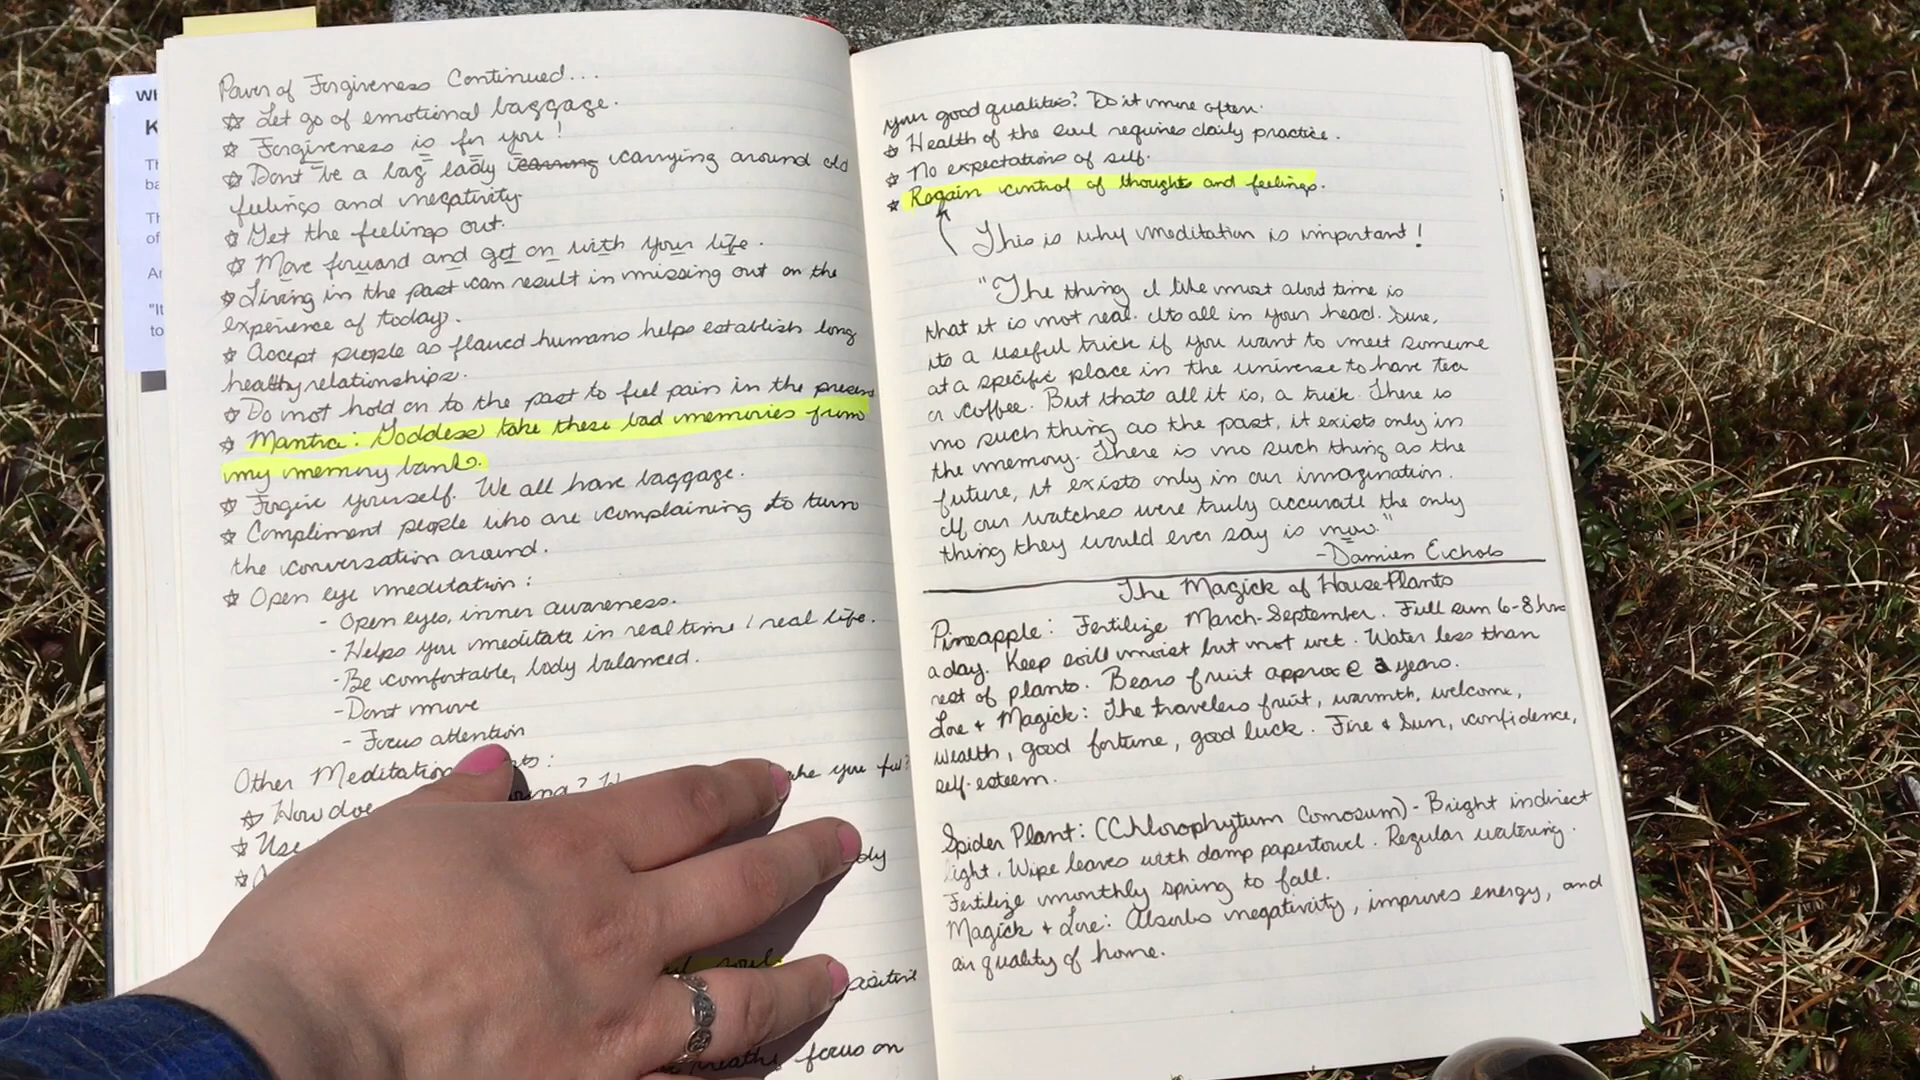 Power of Forgiveness Continued...
☆ Let go of emotional baggage.
☆ Forgiveness is for you!
☆ Dont be a bag lady carrying around old
feelings and negativity.
☆ Get the feelings out.
☆ Move forward and get on with your life.
☆ Living in the past can result in missing out on the
experience of today.
☆ Accept people as flawed humans helps establish long
healthy relationships.
☆ Do not hold on to the past to feel pain in the present
☆ Mantra: Goddess take these bad memories from
my memory bank.
☆ Forgive yourself. We all have baggage.
☆ Compliment people who are complaining to turn
the conversation around.
☆ Open eye meditation:
- Open eyes, inner awareness.
- Helps you meditate in real time / real life.
- Be comfortable, body balanced.
- Dont move
- Focus attention
Other Meditation
☆ How does you feel?
☆ Use
☆
positive
breathe focus on
your good qualities? Do it more often.
☆ Health of the soul requires daily practice.
☆ No expectations of self.
☆ Regain control of thoughts and feelings.
This is why meditation is important!
"The thing I like most about time is
that it is not real. Its all in your head. Sure,
its a useful trick if you want to meet someone
at a specific place in the universe to have tea
or coffee. But thats all it is, a trick. There is
no such thing as the past, it exists only in
the memory. There is no such thing as the
future, it exists only in our imagination.
If our watches were truly accurate the only
thing they would ever say is now."
-Damien Echols
The Magick of HousePlants
Pineapple: Fertilize March-September. Full sun 6-8 hrs
a day. Keep soil moist but not wet. Water less than
rest of plants. Bears fruit approx @ 2 years.
Lore + Magick: The travelers fruit, warmth, welcome,
wealth, good fortune, good luck. Fire & Sun, confidence,
self-esteem.
Spider Plant: (Chlorophytum Comosum) - Bright indirect
light. Wipe leaves with damp papertowel. Regular watering.
Fertilize monthly spring to fall.
Magick + Lore: Absorbs negativity, improves energy, and
air quality of home.